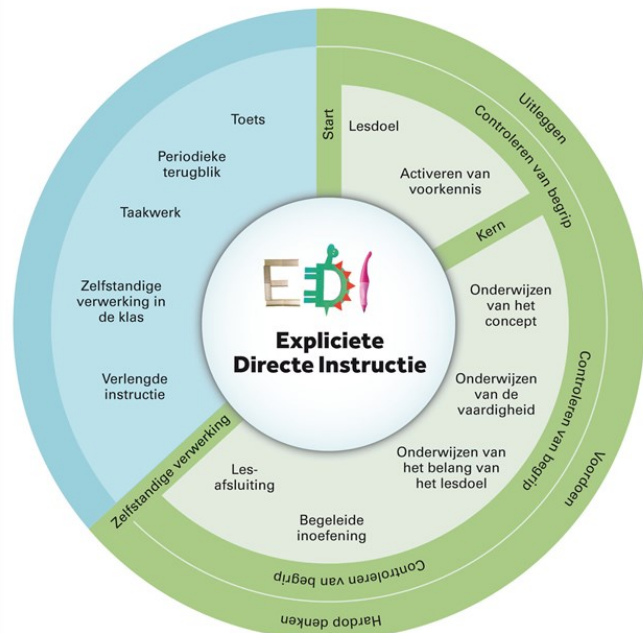 EDI
Expliciete
Directe Instructie
Start
Lesdoel
Activeren van
voorkennis
Kern
Onderwijzen
van het
concept
Onderwijzen
van de
vaardigheid
Onderwijzen van
het belang van
het lesdoel
Begeleide
inoefening
Les-
afsluiting
Zelfstandige verwerking
Verlengde
instructie
Zelfstandige
verwerking in
de klas
Taakwerk
Periodieke
terugblik
Toets
Controleren van begrip
Controleren van begrip
Controleren van begrip
Uitleggen
Voordoen
Hardop denken